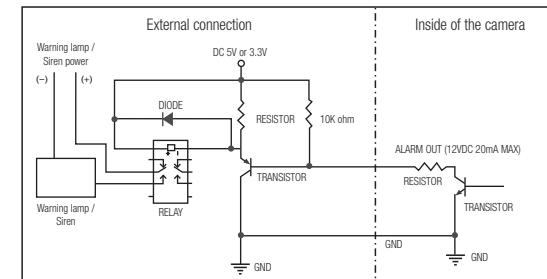 External connection
Inside of the camera
Warning lamp /
Siren power
(−)
(+)
DC 5V or 3.3V
DIODE
RESISTOR
10K ohm
ALARM OUT (12VDC 20mA MAX)
RESISTOR
TRANSISTOR
TRANSISTOR
RELAY
Warning lamp /
Siren
GND
GND
GND